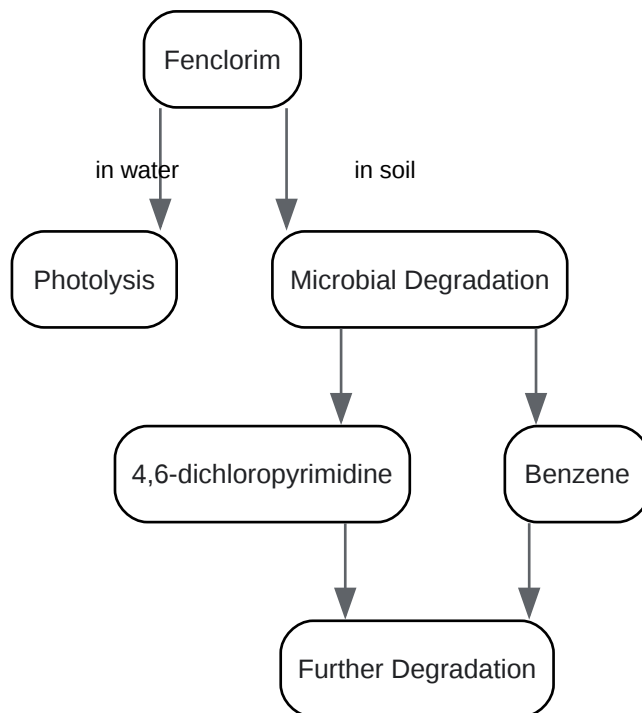 Fenclorim
in water
in soil
Photolysis
Microbial Degradation
4,6-dichloropyrimidine
Benzene
Further Degradation